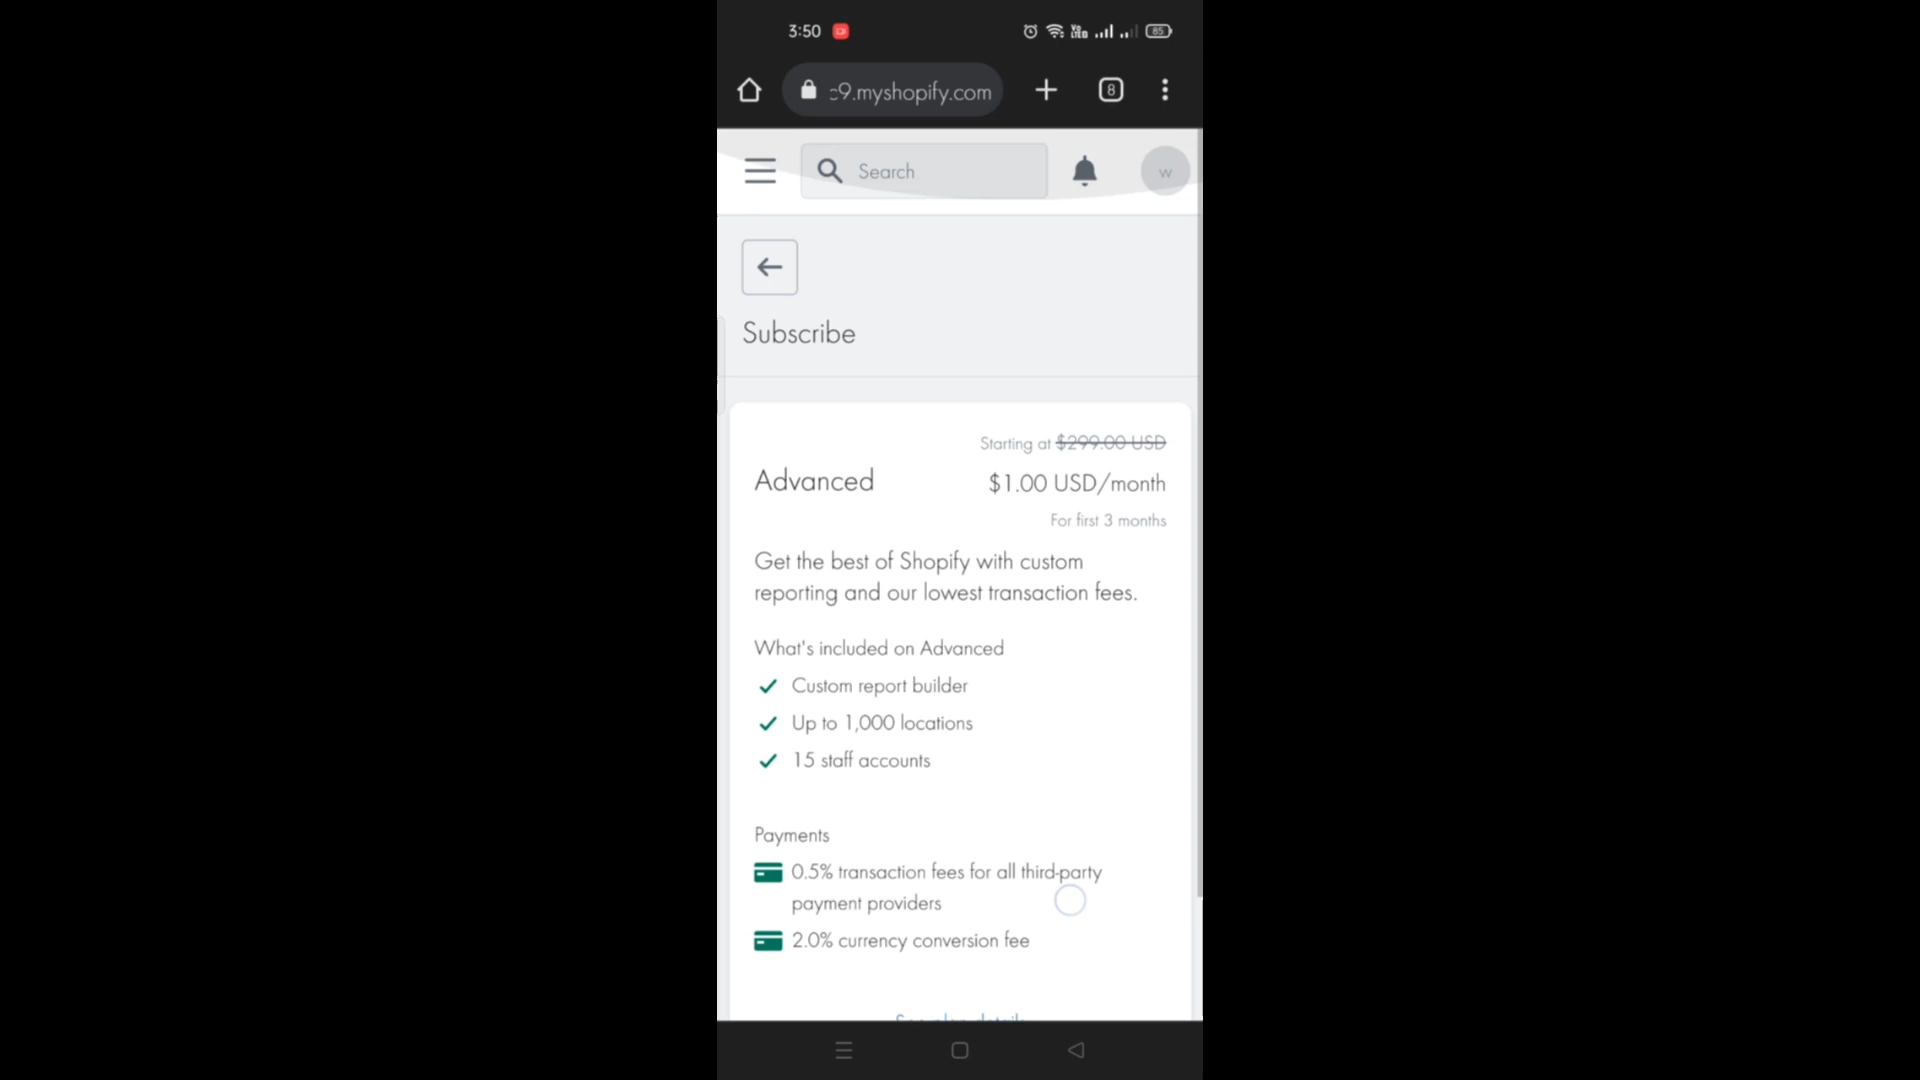 3:50
85
c9.myshopify.com
8
Search
w
Subscribe
Starting at $299.00 USD
Advanced
$1.00 USD/month
For first 3 months
Get the best of Shopify with custom
reporting and our lowest transaction fees.
What's included on Advanced
Custom report builder
Up to 1,000 locations
15 staff accounts
Payments
0.5% transaction fees for all third-party
payment providers
2.0% currency conversion fee